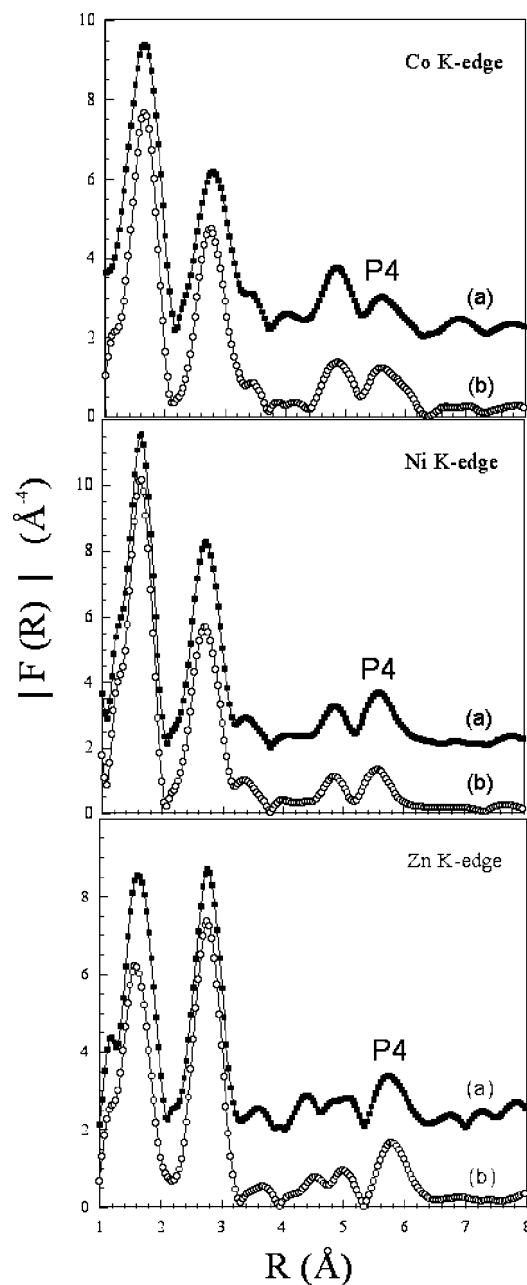 10
Co K-edge
8
6
4
P4
(a)
2
(b)
0
Ni K-edge
10
8
6
|F(R)| (Å⁻⁴)
4
P4
(a)
2
(b)
0
Zn K-edge
8
6
4
P4
(a)
2
(b)
0
1 2 3 4 5 6 7 8
R (Å)